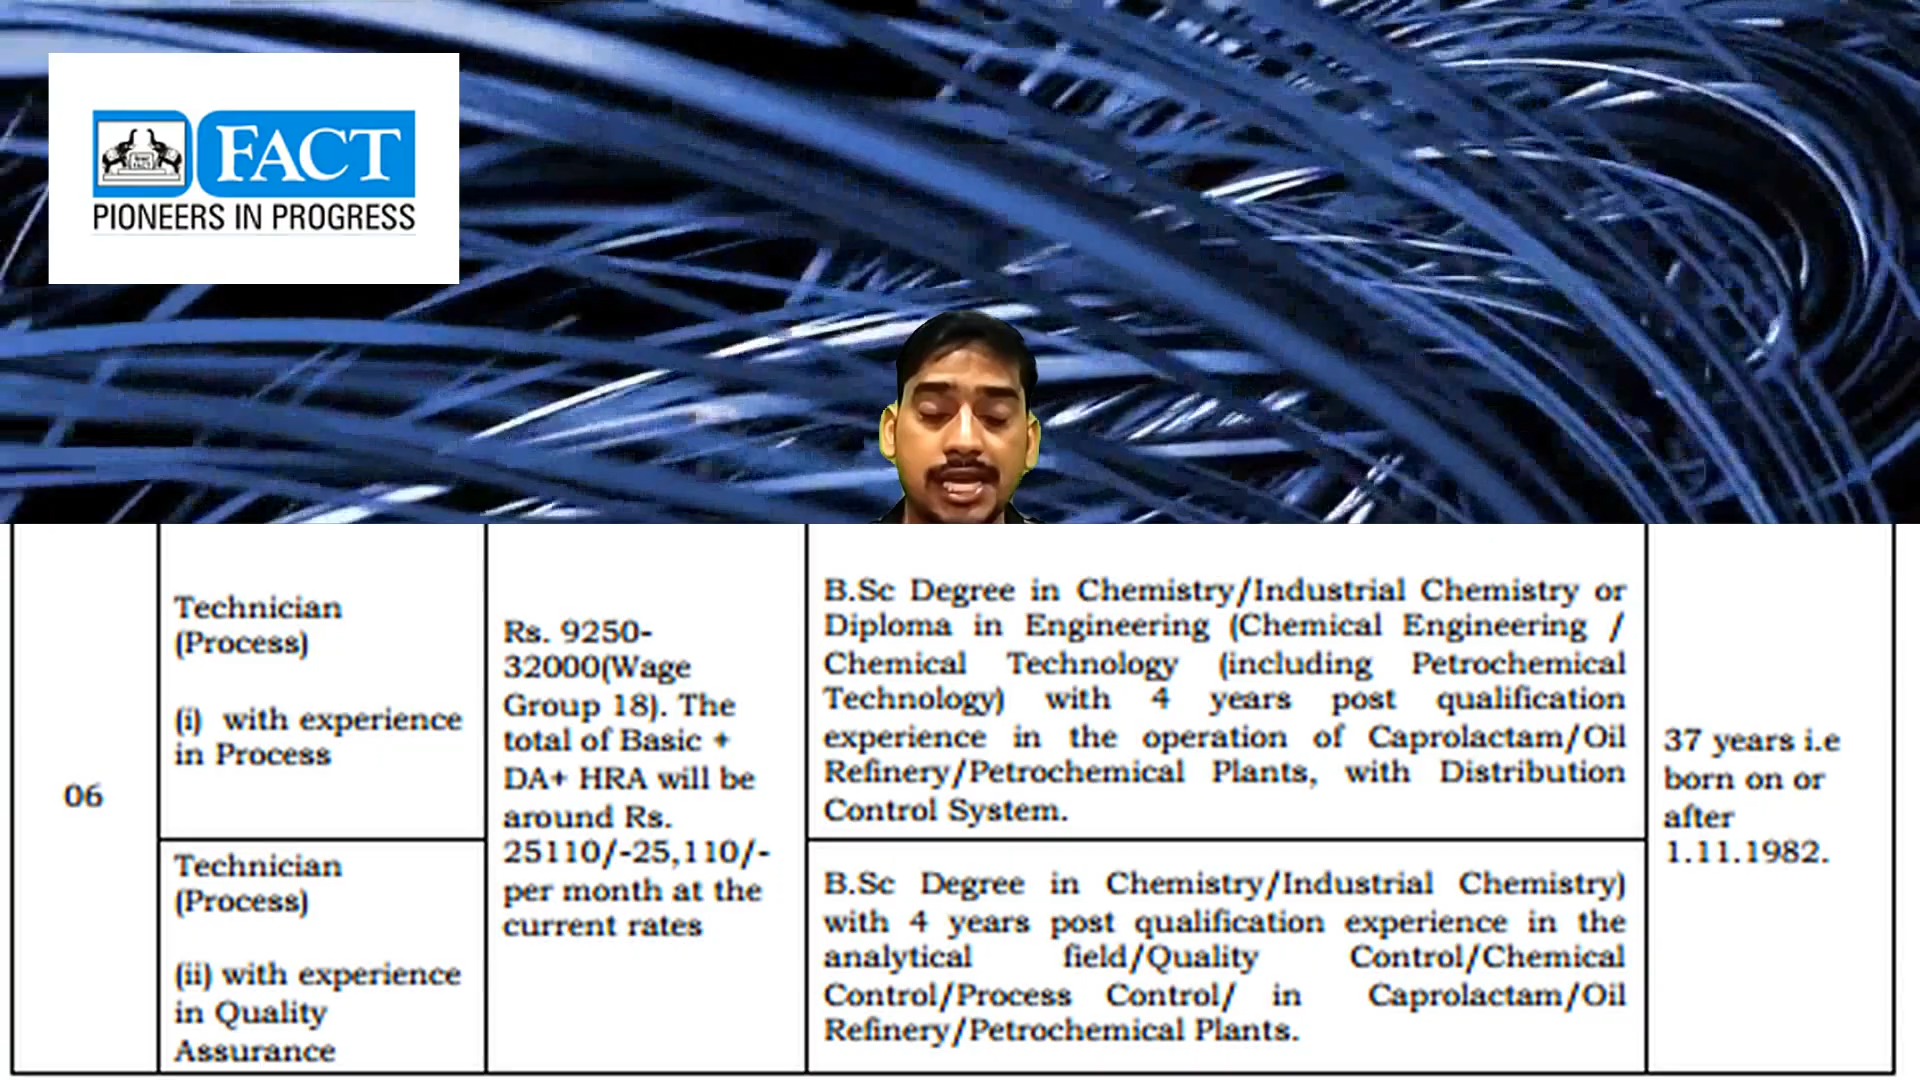 FACT
PIONEERS IN PROGRESS
06
Technician
(Process)
(i) with experience
in Process
Rs. 9250-
32000(Wage
Group 18). The
total of Basic +
DA+ HRA will be
around Rs.
25110/-25,110/-
per month at the
current rates
B.Sc Degree in Chemistry/Industrial Chemistry or
Diploma in Engineering (Chemical Engineering /
Chemical Technology (including Petrochemical
Technology) with 4 years post qualification
experience in the operation of Caprolactam/Oil
Refinery/Petrochemical Plants, with Distribution
Control System.
37 years i.e
born on or
after
1.11.1982.
Technician
(Process)
(ii) with experience
in Quality
Assurance
B.Sc Degree in Chemistry/Industrial Chemistry)
with 4 years post qualification experience in the
analytical field/Quality Control/Chemical
Control/Process Control/ in Caprolactam/Oil
Refinery/Petrochemical Plants.